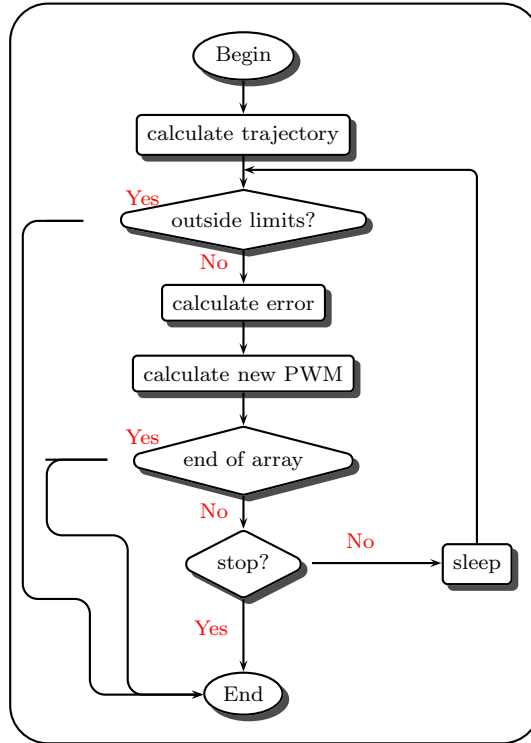 Begin
calculate trajectory
Yes
outside limits?
No
calculate error
calculate new PWM
Yes
end of array
No
stop?
No
sleep
Yes
End